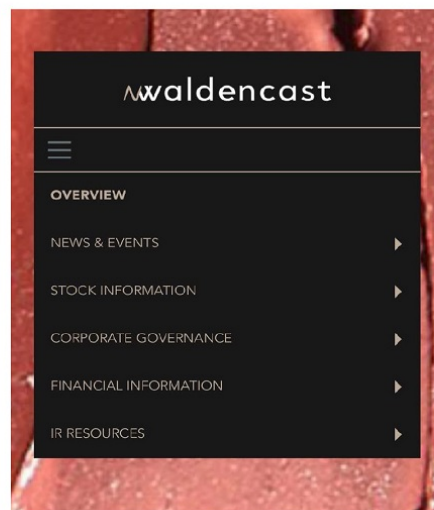 waldencast
OVERVIEW
NEWS & EVENTS
STOCK INFORMATION
CORPORATE GOVERNANCE
FINANCIAL INFORMATION
IR RESOURCES